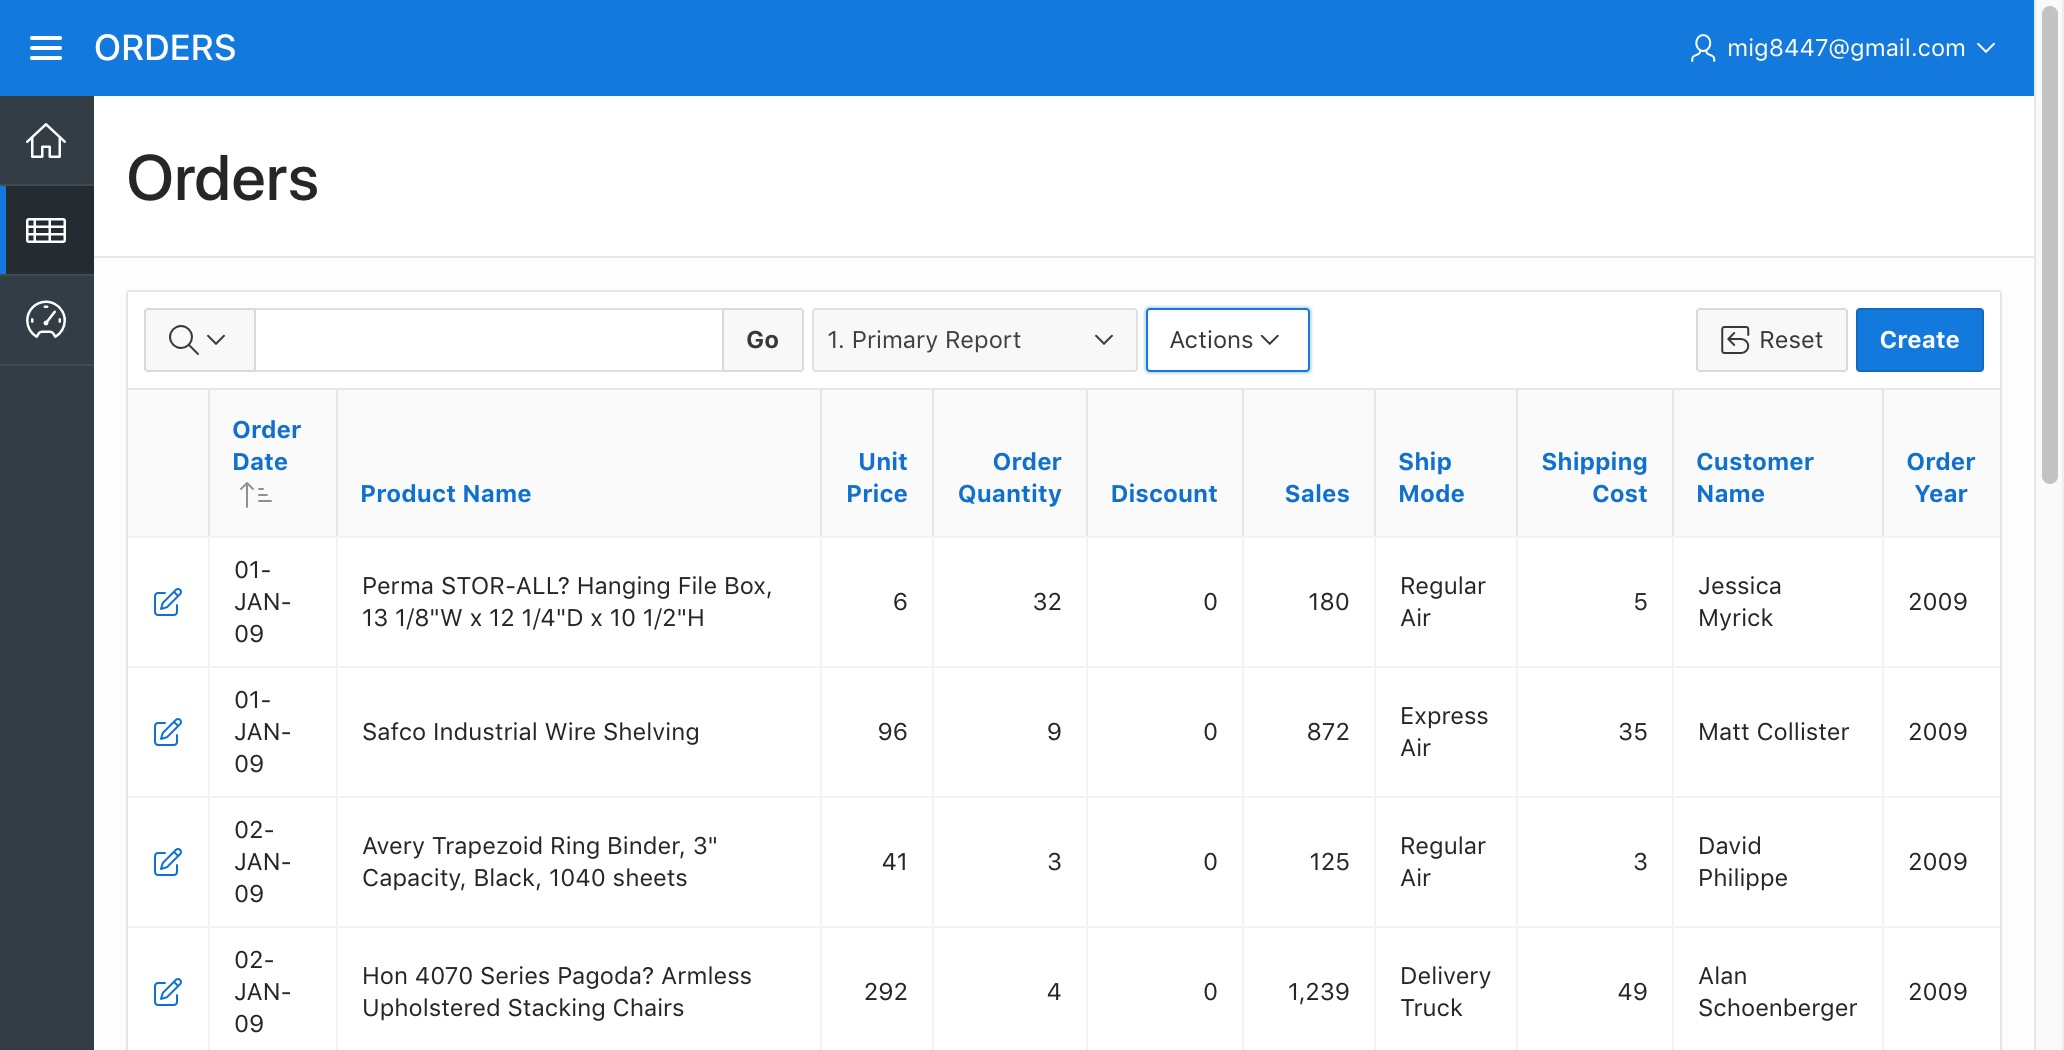 ORDERS
mig8447@gmail.com
Orders
Go
1. Primary Report
Actions
Reset
Create
Order
Date
Product Name
Unit
Price
Order
Quantity
Discount
Sales
Ship
Mode
Shipping
Cost
Customer
Name
Order
Year
01-
JAN-
09
Perma STOR-ALL? Hanging File Box,
13 1/8"W x 12 1/4"D x 10 1/2"H
6
32
0
180
Regular
Air
5
Jessica
Myrick
2009
01-
JAN-
09
Safco Industrial Wire Shelving
96
9
0
872
Express
Air
35
Matt Collister
2009
02-
JAN-
09
Avery Trapezoid Ring Binder, 3"
Capacity, Black, 1040 sheets
41
3
0
125
Regular
Air
3
David
Philippe
2009
02-
JAN-
09
Hon 4070 Series Pagoda? Armless
Upholstered Stacking Chairs
292
4
0
1,239
Delivery
Truck
49
Alan
Schoenberger
2009